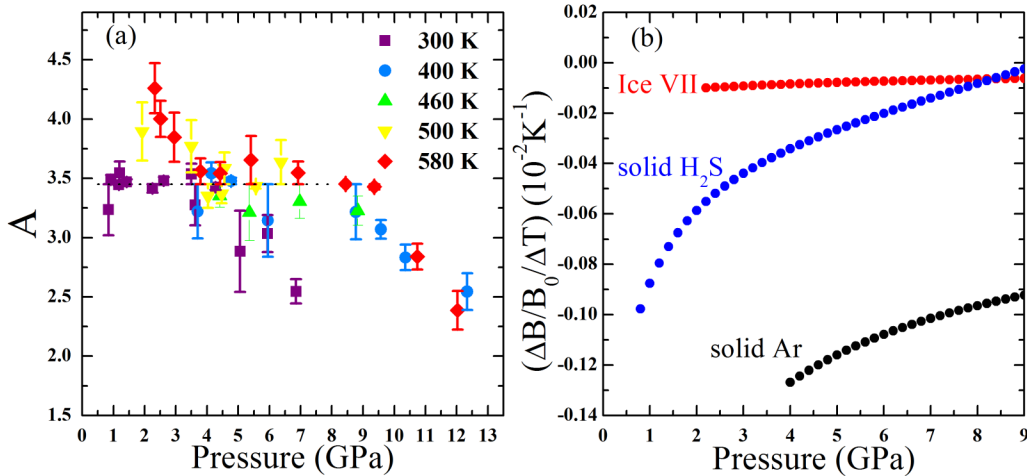 (a)
300 K
400 K
460 K
500 K
580 K
A
4.5
4.0
3.5
3.0
2.5
2.0
1.5
0 1 2 3 4 5 6 7 8 9 10 11 12 13
Pressure (GPa)
(b)
Ice VII
solid H₂S
solid Ar
(ΔB/B₀/ΔT) (10⁻²K⁻¹)
0.02
0.00
-0.02
-0.04
-0.06
-0.08
-0.10
-0.12
-0.14
0 1 2 3 4 5 6 7 8 9
Pressure (GPa)